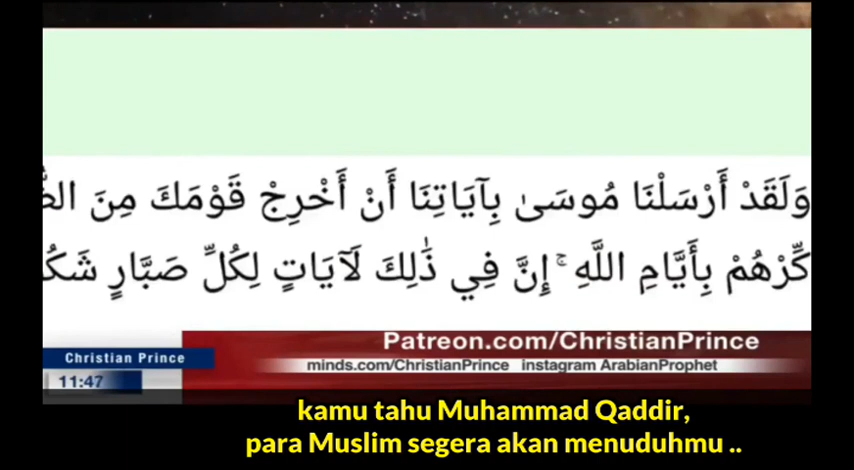 وَلَقَدْ أَرْسَلْنَا مُوسَىٰ بِآيَاتِنَا أَنْ أَخْرِجْ قَوْمَكَ مِنَ
كِّرْهُمْ بِأَيَّامِ اللَّهِ ۚ إِنَّ فِي ذَٰلِكَ لَآيَاتٍ لِكُلِّ صَبَّارٍ
Patreon.com/ChristianPrince
Christian Prince
minds.com/ChristianPrince instagram ArabianProphet
11:47
kamu tahu Muhammad Qaddir,
para Muslim segera akan menuduhmu ..